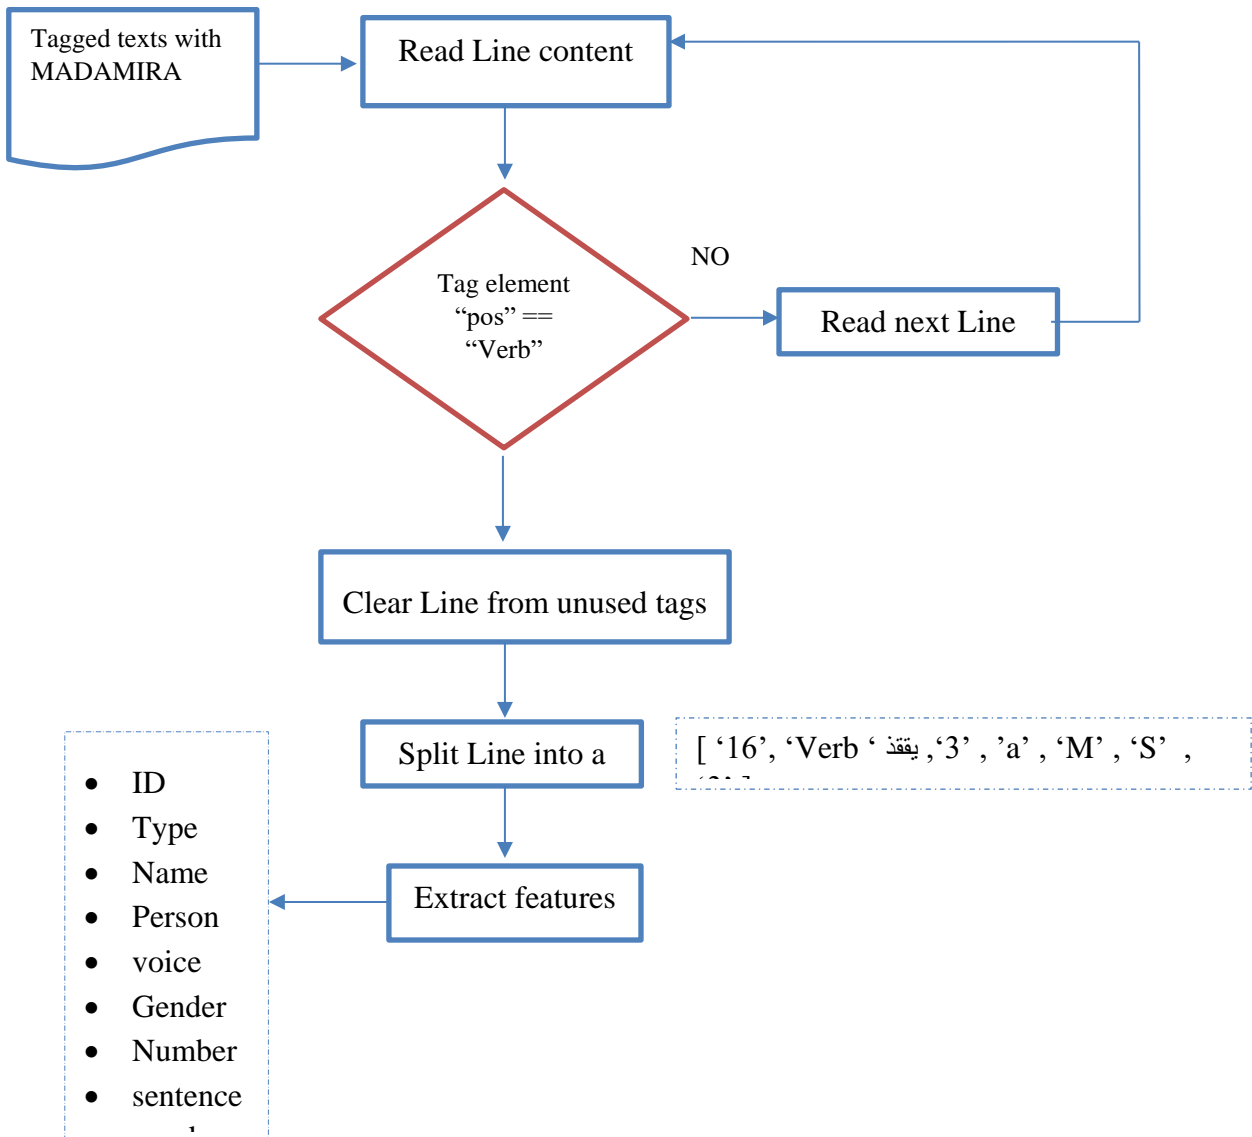 Tagged texts with
MADAMIRA
Read Line content
Tag element
“pos” ==
“Verb”
NO
Read next Line
Clear Line from unused tags
Split Line into a
[ ‘16’, ‘Verb ‘ يققذ ,‘3’ , ’a’ , ‘M’ , ‘S’ ,
Extract features
• ID
• Type
• Name
• Person
• voice
• Gender
• Number
• sentence